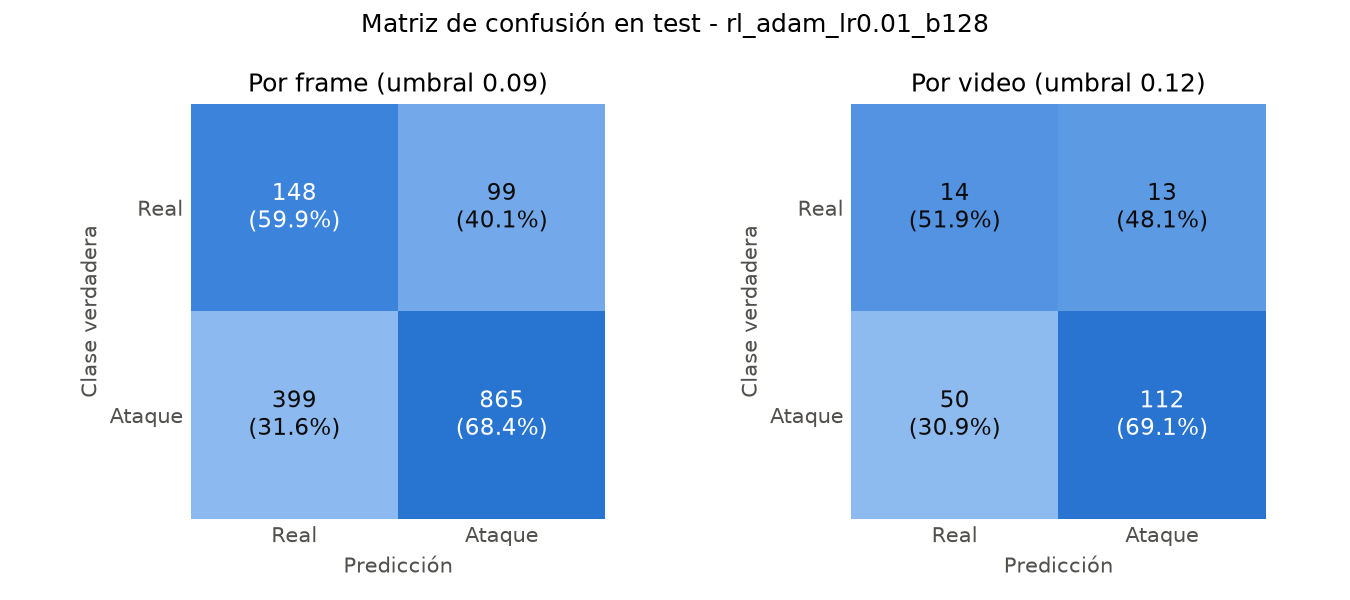 Matriz de confusión en test - rl_adam_lr0.01_b128
Por frame (umbral 0.09)
Clase verdadera
Real
148
(59.9%)
99
(40.1%)
Ataque
399
(31.6%)
865
(68.4%)
Real
Ataque
Predicción
Por video (umbral 0.12)
Clase verdadera
Real
14
(51.9%)
13
(48.1%)
Ataque
50
(30.9%)
112
(69.1%)
Real
Ataque
Predicción